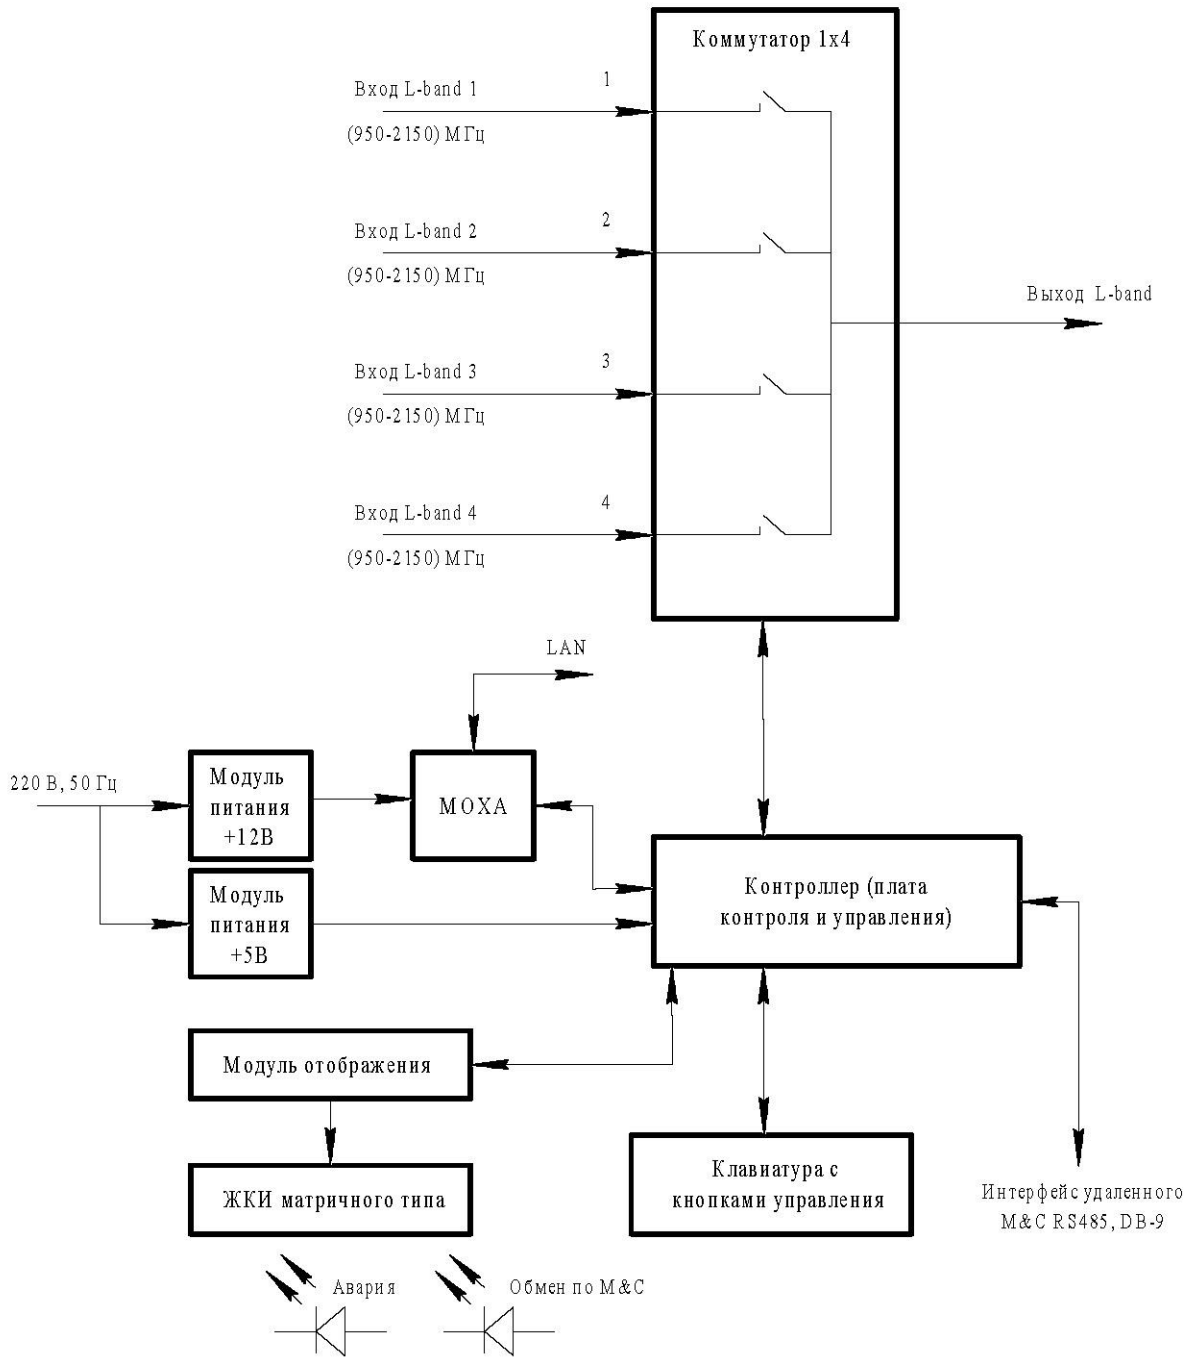 Коммутатор 1х4
Вход L-band 1
1
(950-2150) МГц
Вход L-band 2
2
(950-2150) МГц
Выход L-band
Вход L-band 3
3
(950-2150) МГц
Вход L-band 4
4
(950-2150) МГц
LAN
220 В, 50 Гц
Модуль
питания
+12В
МОХА
Модуль
питания
+5В
Контроллер (плата
контроля и управления)
Модуль отображения
ЖКИ матричного типа
Клавиатура с
кнопками управления
Интерфейс удаленного
M&C RS485, DB-9
Авария
Обмен по M&C